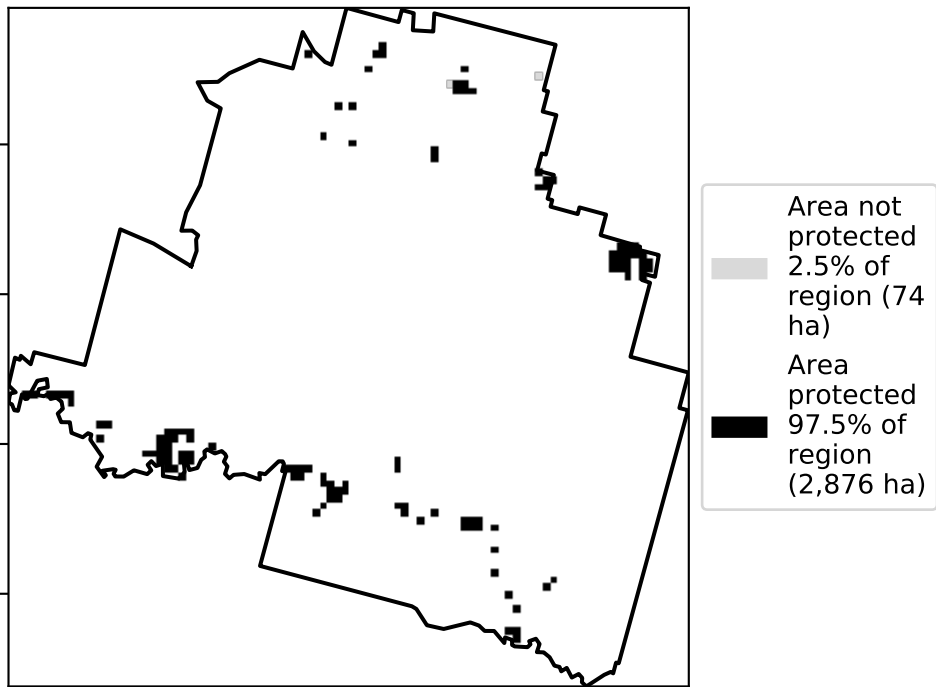 Area not
protected
2.5% of
region (74
ha)
Area
protected
97.5% of
region
(2,876 ha)